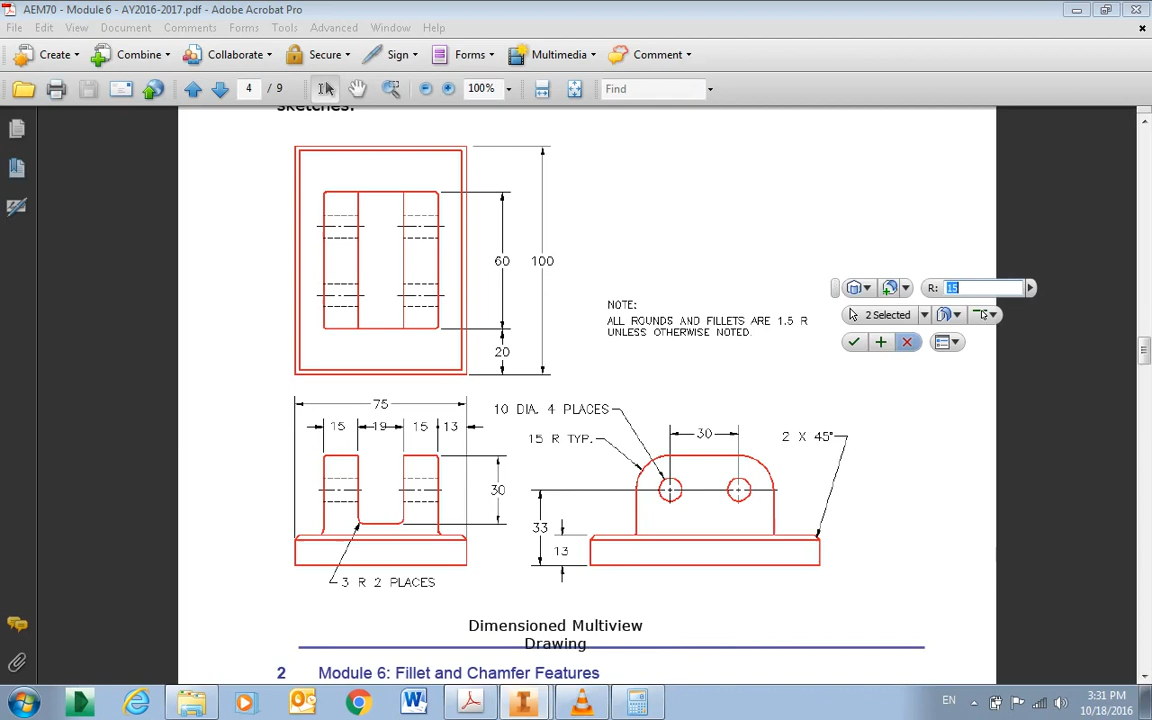 AEM70 - Module 6 - AY2016-2017.pdf - Adobe Acrobat Pro
File Edit View Document Comments Forms Tools Advanced Window Help
Create Combine Collaborate Secure Sign Forms Multimedia Comment
4 / 9 100% Find
sketches.
60
100
20
NOTE:
ALL ROUNDS AND FILLETS ARE 1.5 R
UNLESS OTHERWISE NOTED.
R: 15
2 Selected
75
15 19 15 13
30
3 R 2 PLACES
10 DIA. 4 PLACES
15 R TYP.
30
2 X 45°
33
13
Dimensioned Multiview
Drawing
2 Module 6: Fillet and Chamfer Features
EN
3:31 PM
10/18/2016